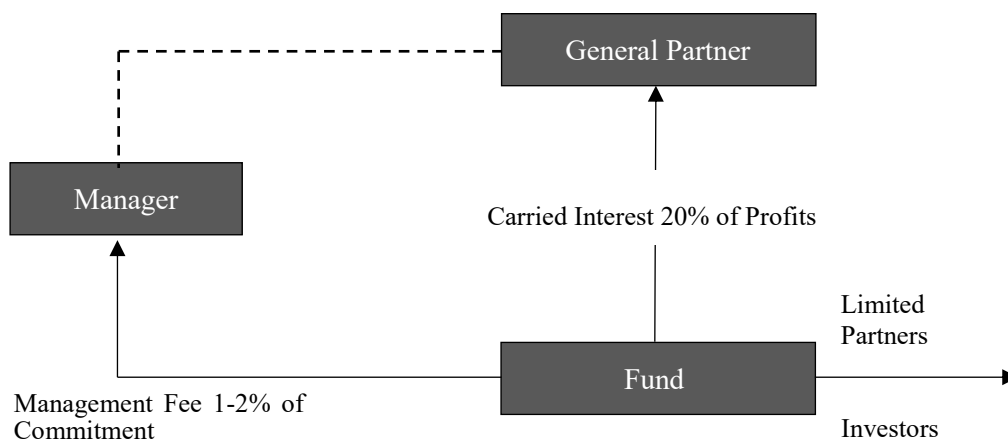 General Partner
Manager
Carried Interest 20% of Profits
Limited
Partners
Fund
Management Fee 1-2% of
Commitment
Investors